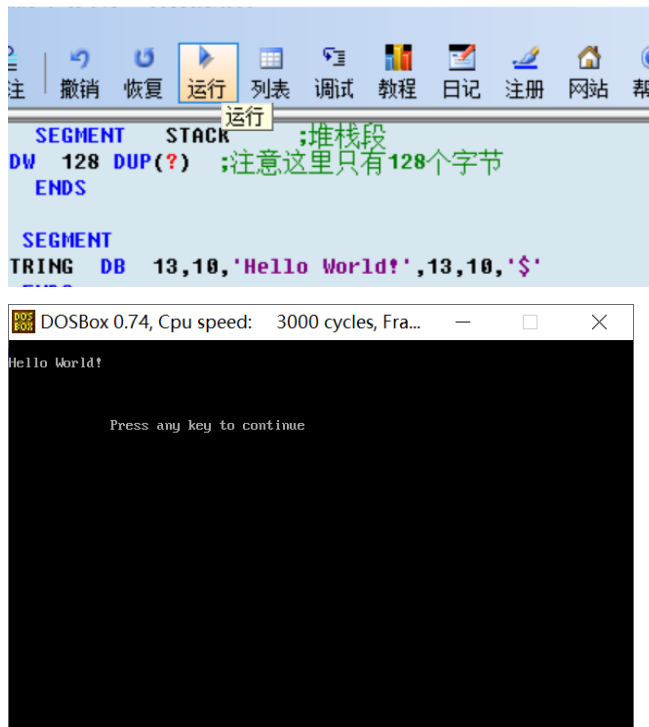 注 撤销 恢复 运行 列表 调试 教程 日记 注册 网站 帮
运行
SEGMENT STACK ;堆栈段
DW 128 DUP(?) ;注意这里只有128个字节
ENDS
SEGMENT
TRING DB 13,10,'Hello World!',13,10,'$'
DOSBox 0.74, Cpu speed: 3000 cycles, Fra...
Hello World!
Press any key to continue